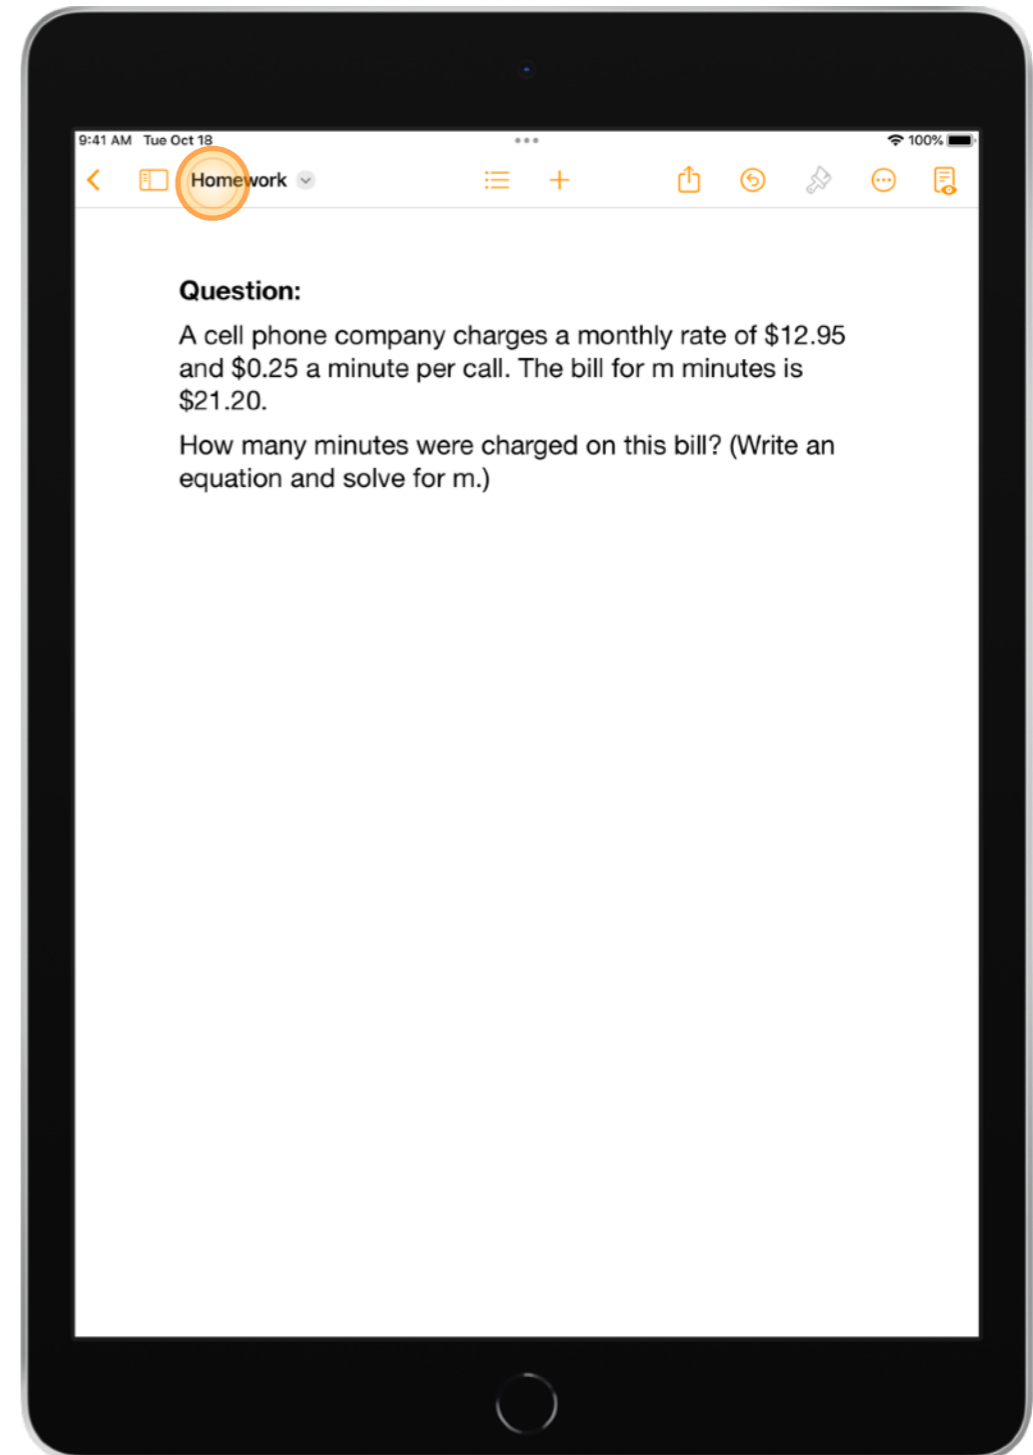 9:41 AM Tue Oct 18
100%
Homework
Question:
A cell phone company charges a monthly rate of $12.95
and $0.25 a minute per call. The bill for m minutes is
$21.20.
How many minutes were charged on this bill? (Write an
equation and solve for m.)